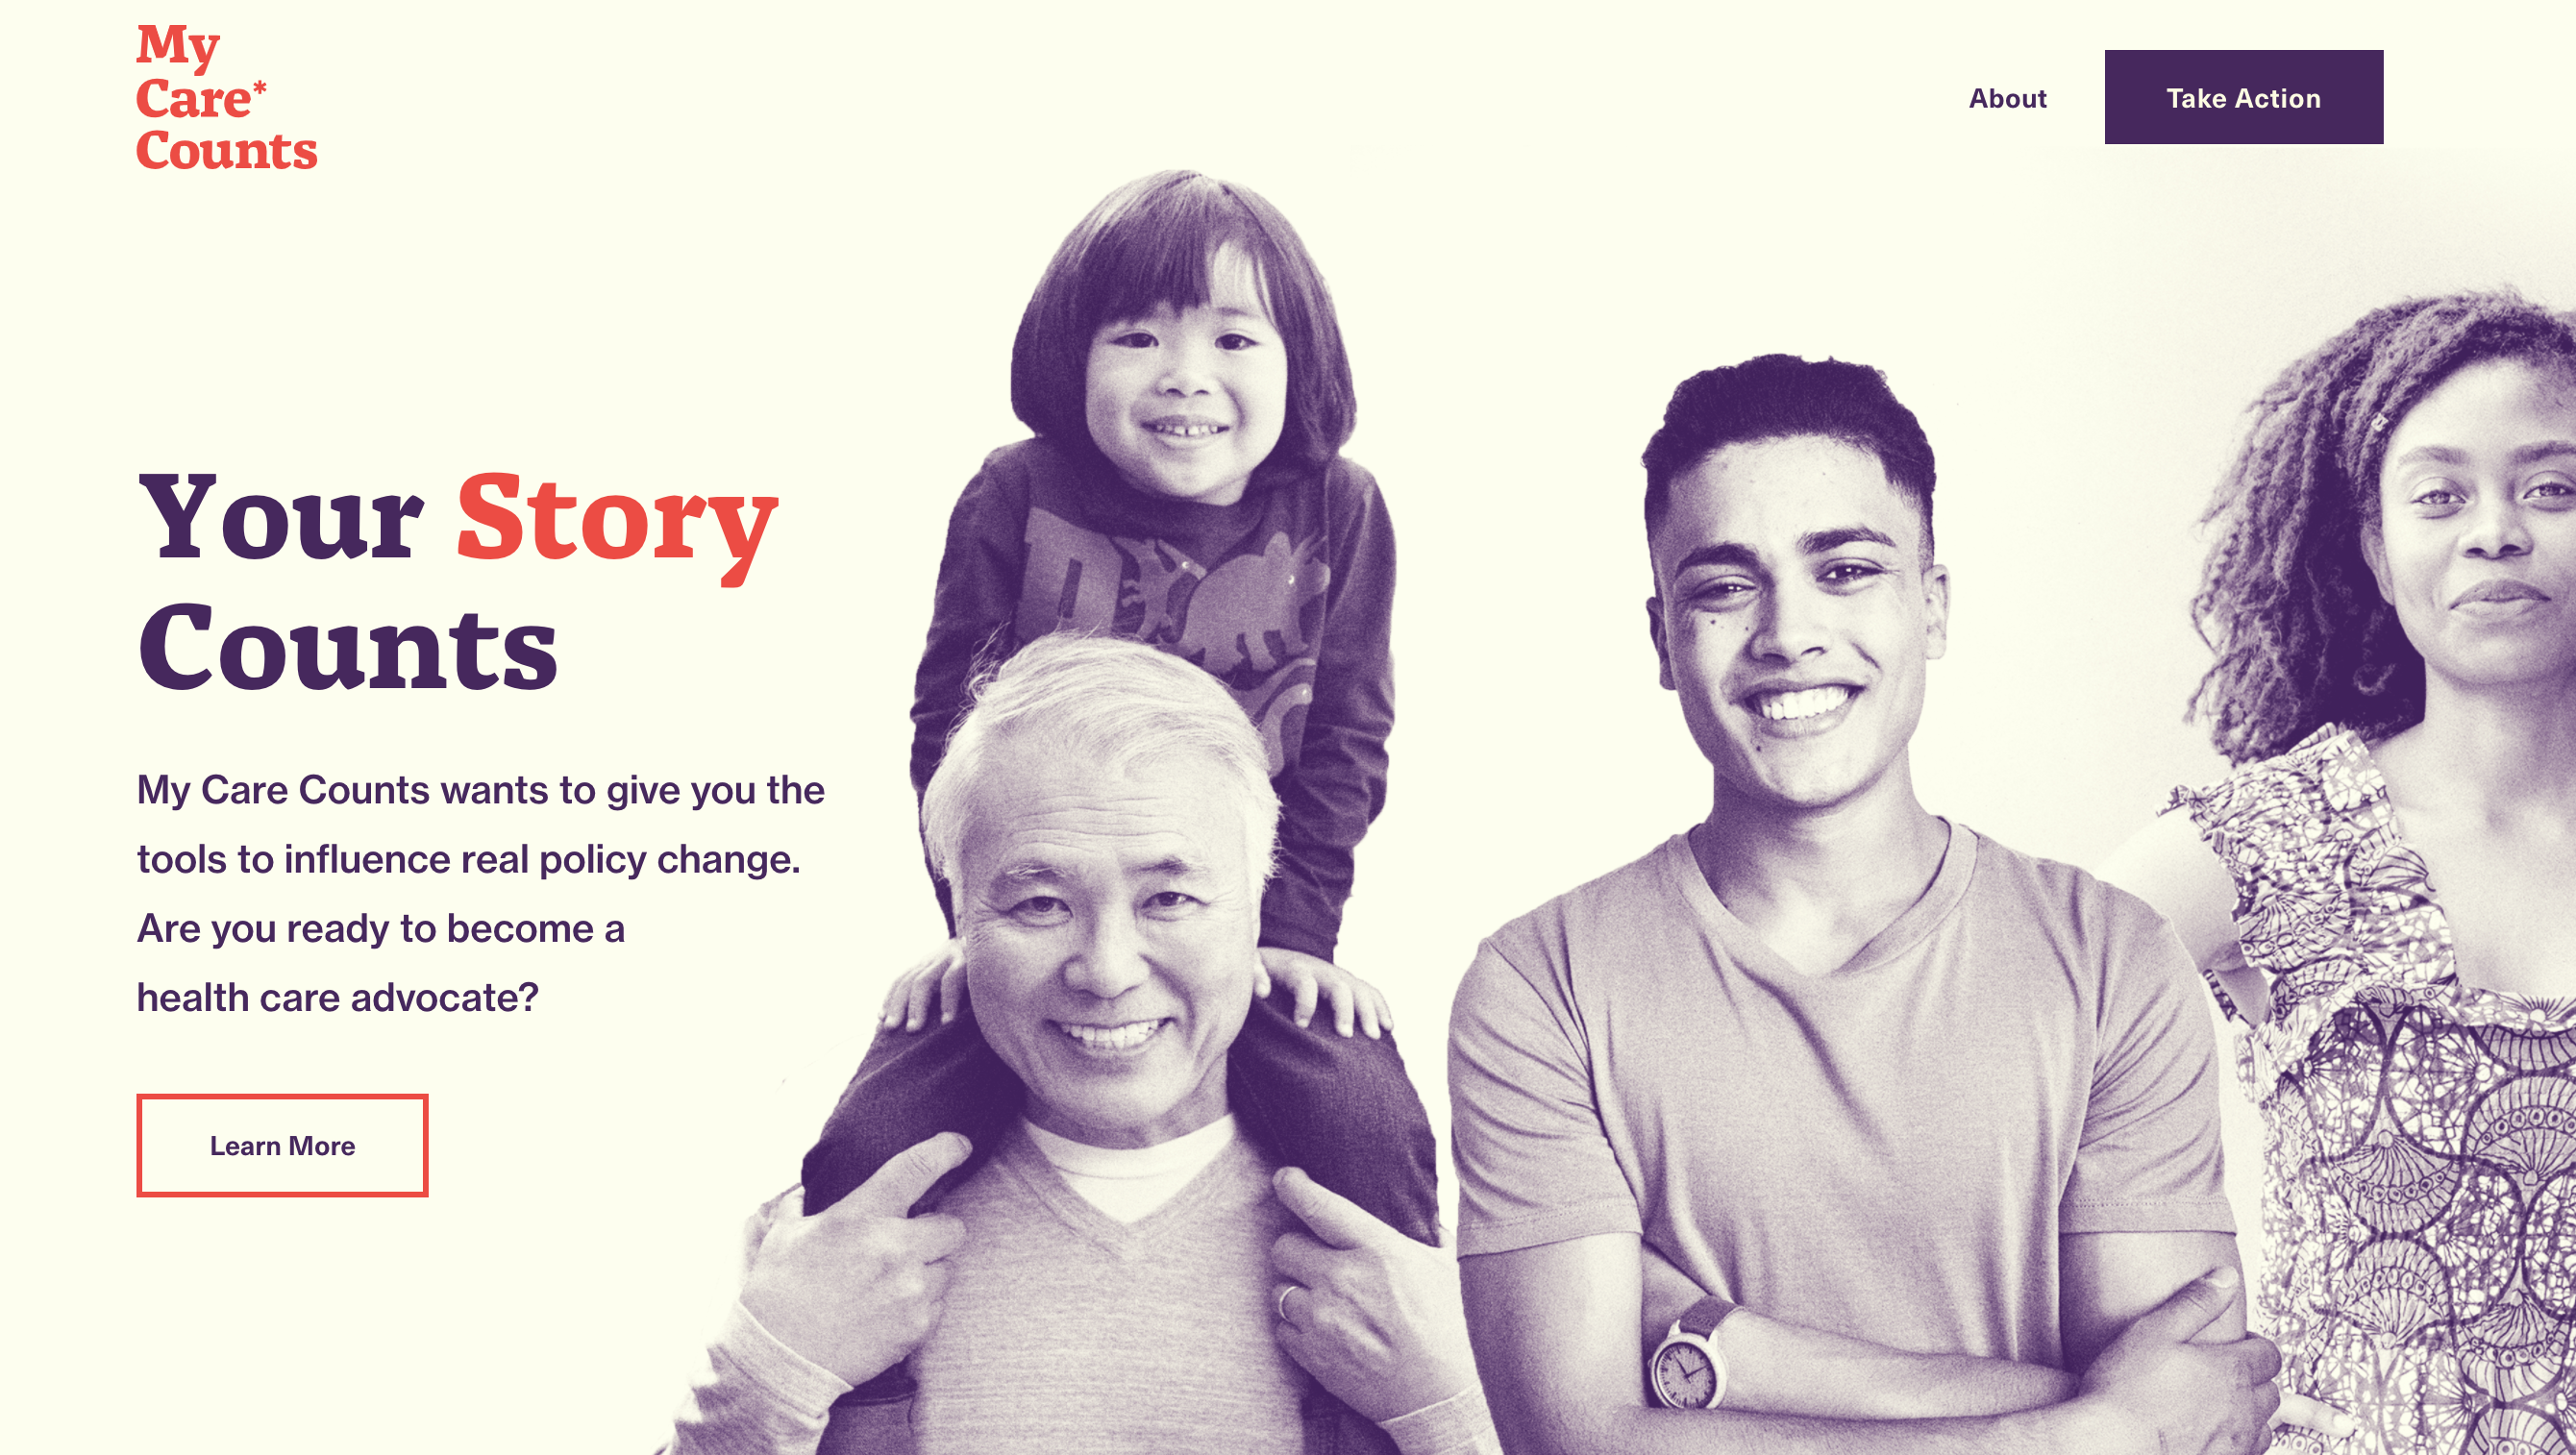 My
Care*
Counts
About
Take Action
Your Story
Counts
My Care Counts wants to give you the
tools to influence real policy change.
Are you ready to become a
health care advocate?
Learn More